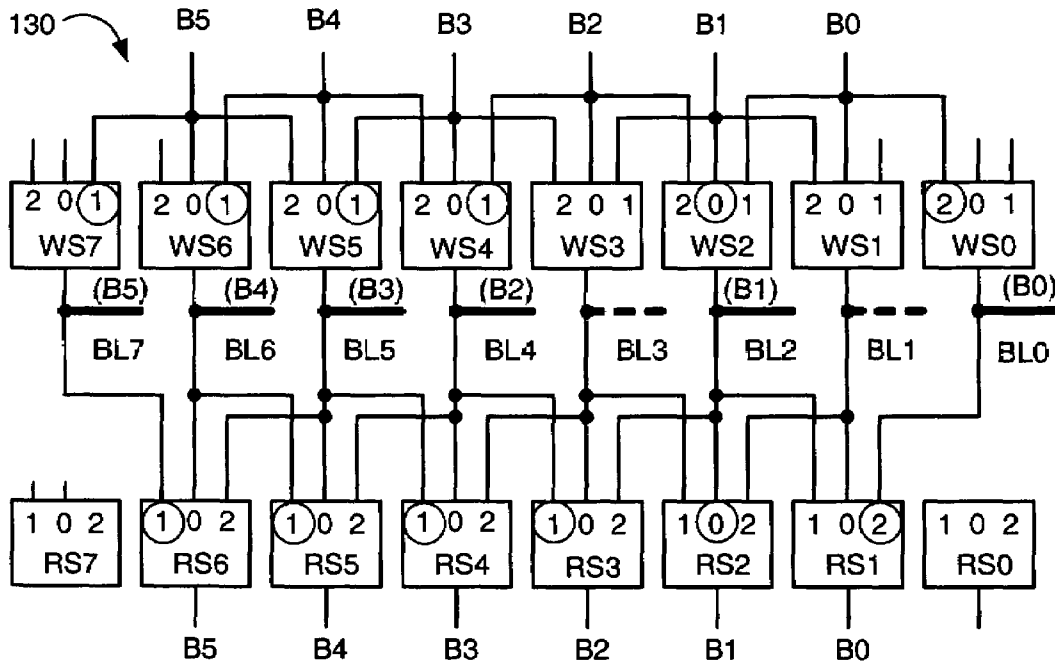 130 B5 B4 B3 B2 B1 B0
2 0 1 2 0 1 2 0 1 2 0 1 2 0 1 2 0 1 2 0 1 2 0 1
WS7 WS6 WS5 WS4 WS3 WS2 WS1 WS0
(B5) (B4) (B3) (B2) (B1) (B0)
BL7 BL6 BL5 BL4 BL3 BL2 BL1 BL0
1 0 2 1 0 2 1 0 2 1 0 2 1 0 2 1 0 2 1 0 2 1 0 2
RS7 RS6 RS5 RS4 RS3 RS2 RS1 RS0
B5 B4 B3 B2 B1 B0